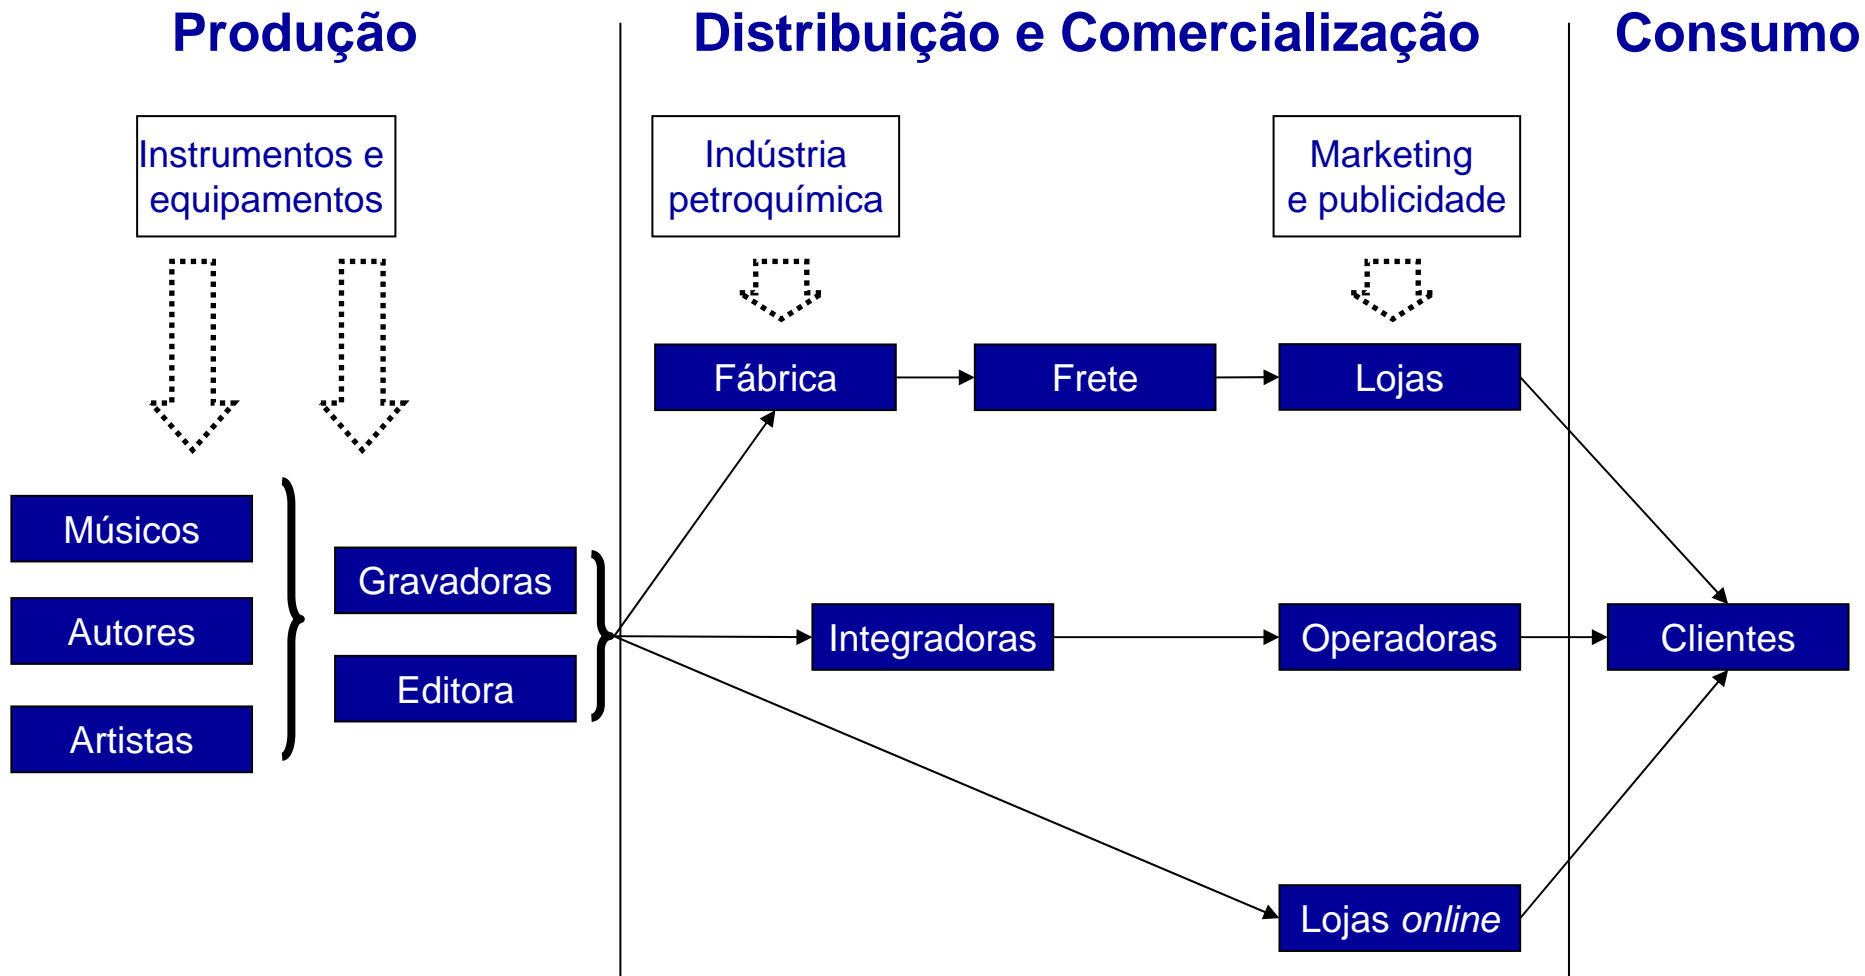 Produção
Distribuição e Comercialização
Consumo
Instrumentos e
equipamentos
Indústria
petroquímica
Marketing
e publicidade
Fábrica
Frete
Lojas
Músicos
Autores
Artistas
Gravadoras
Editora
Integradoras
Operadoras
Clientes
Lojas online